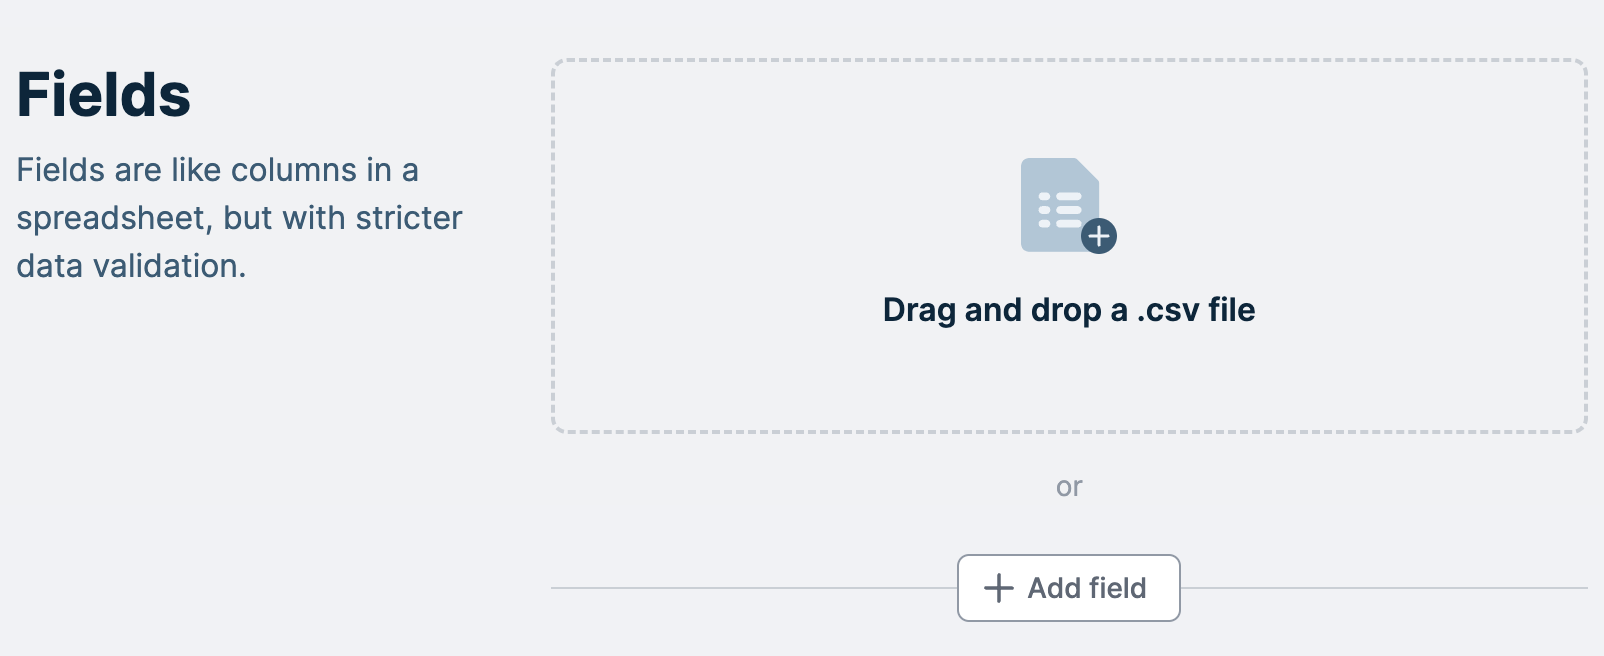 Fields
Fields are like columns in a
spreadsheet, but with stricter
data validation.
Drag and drop a .csv file
or
Add field